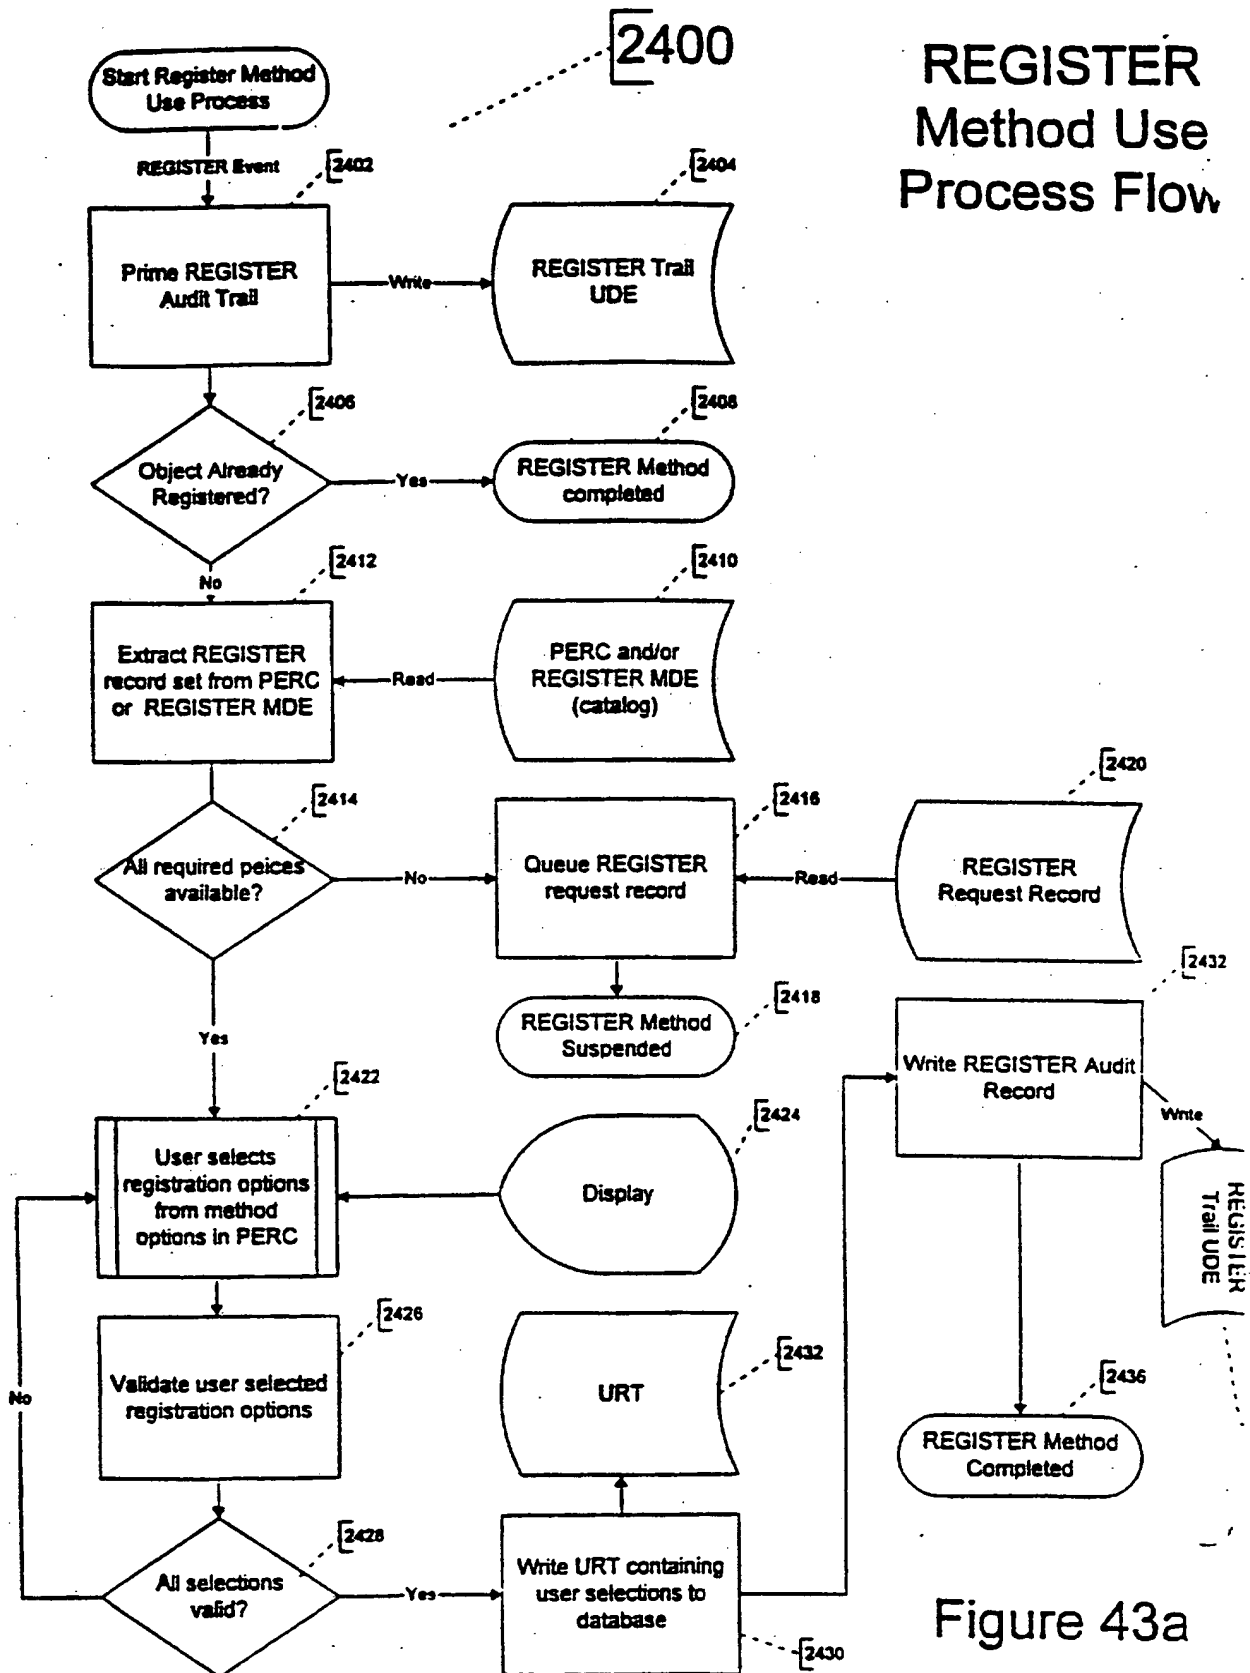 2400
REGISTER
Method Use
Process Flow
Start Register Method
Use Process
REGISTER Event
2402
2404
Prime REGISTER
Audit Trail
Write
REGISTER Trail
UDE
2406
2408
Object Already
Registered?
Yes
REGISTER Method
completed
No
2412
2410
Extract REGISTER
record set from PERC
or REGISTER MDE
Read
PERC and/or
REGISTER MDE
(catalog)
2414
2416
2420
All required peices
available?
No
Queue REGISTER
request record
Read
REGISTER
Request Record
2418
REGISTER Method
Suspended
2432
Write REGISTER Audit
Record
Write
REGISTER
Trail UDE
Yes
2422
2424
User selects
registration options
from method
options in PERC
Display
2426
Validate user selected
registration options
2432
URT
2436
REGISTER Method
Completed
No
2428
All selections
valid?
Yes
Write URT containing
user selections to
database
2430
Figure 43a